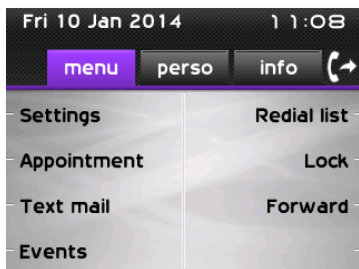 Fri 10 Jan 2014 11:08
menu perso info
Settings Redial list
Appointment Lock
Text mail Forward
Events